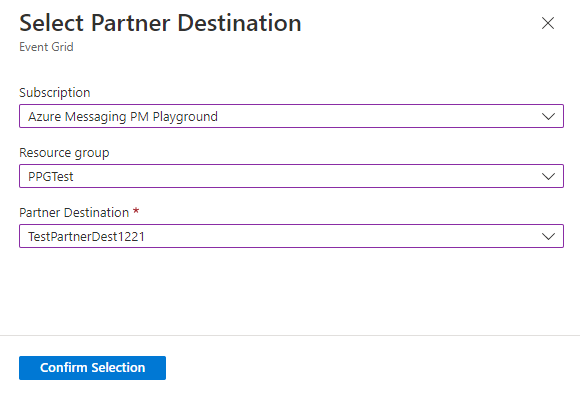 Select Partner Destination
Event Grid
Subscription
Azure Messaging PM Playground
Resource group
PPGTest
Partner Destination *
TestPartnerDest1221
Confirm Selection